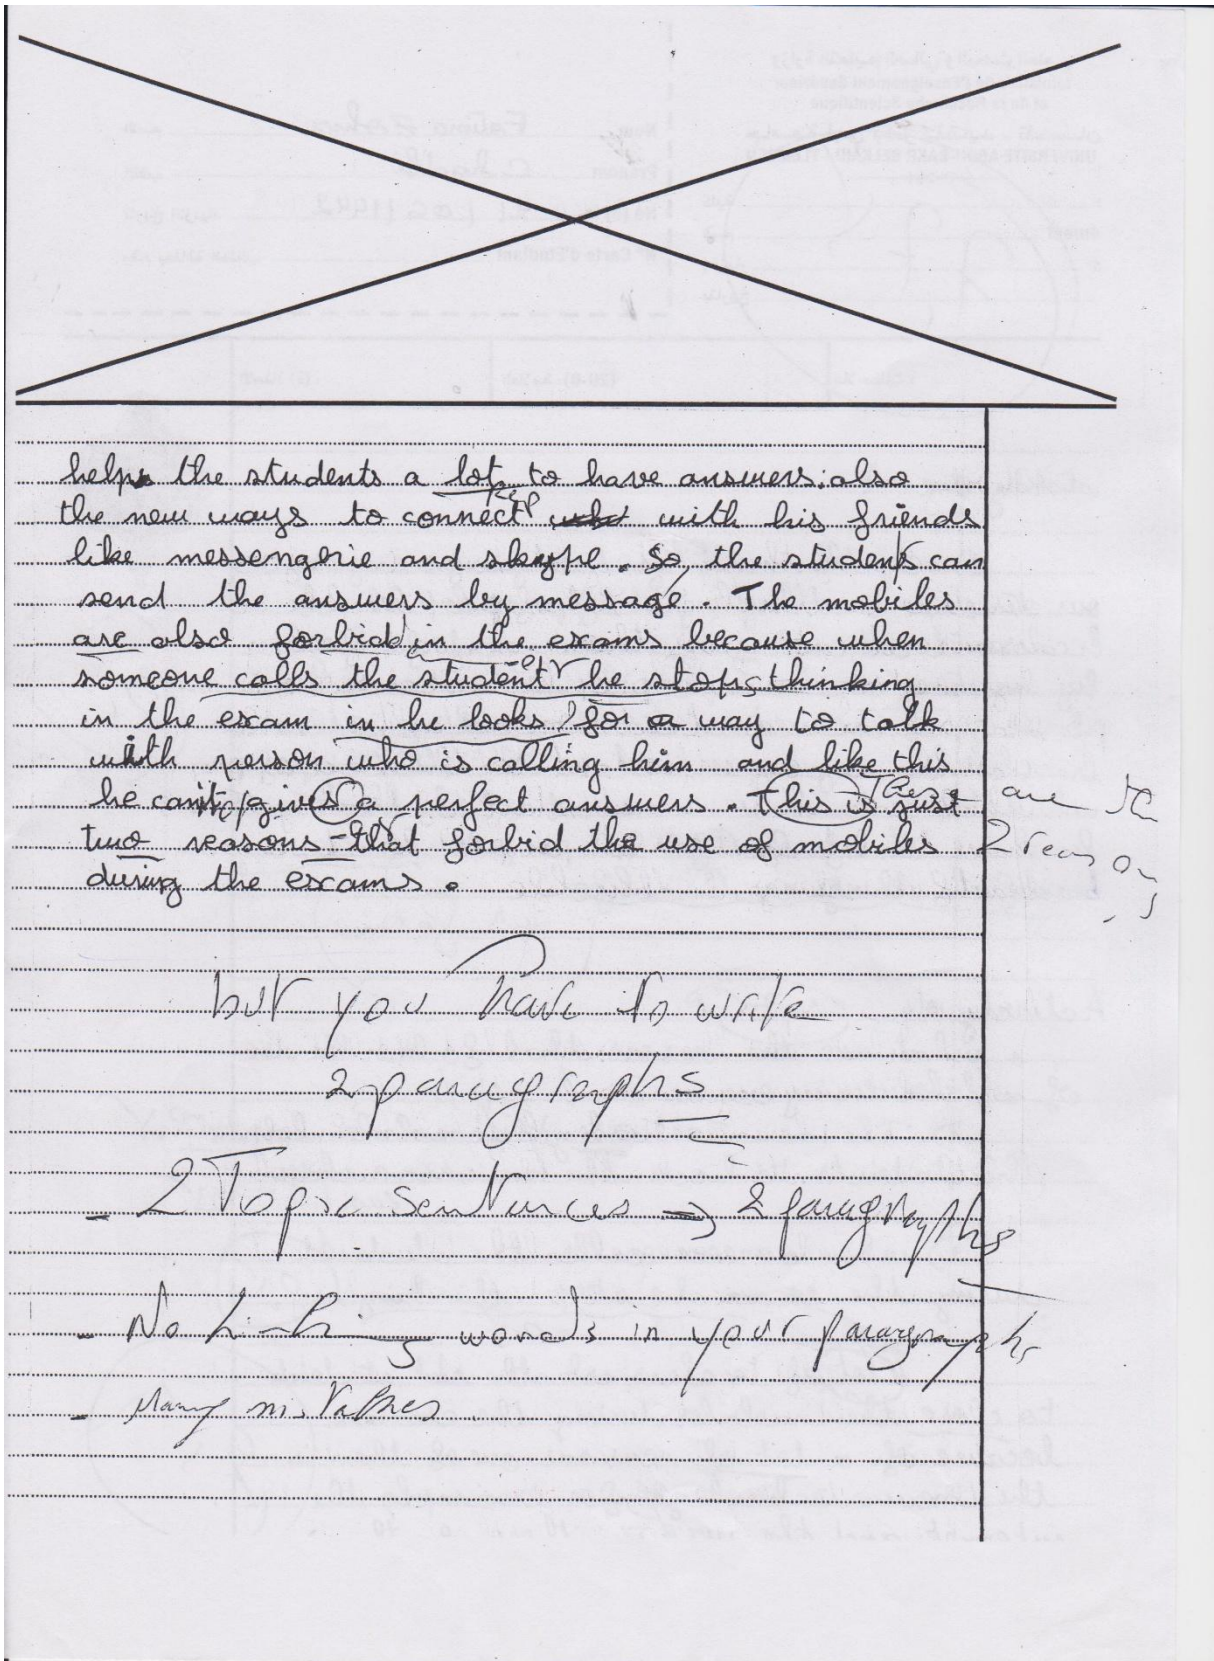 helps the students a lot to have answers, also
the new ways to connect with his friends
like messengerie and skype. So, the students can
send the answers by message. The mobiles
are also forbid in the exams because when
someone calls the student he stops thinking
in the exam in he looks for a way to talk
with person who is calling him and like this
he can't gives a perfect answers. This is just
These are the
two reasons that forbid the use of mobiles
2 reasons
during the exams.
but you have to write
2 paragraphs
- 2 Topic sentences → 2 paragraphs
- No linking words in your paragraphs
- Many mistakes